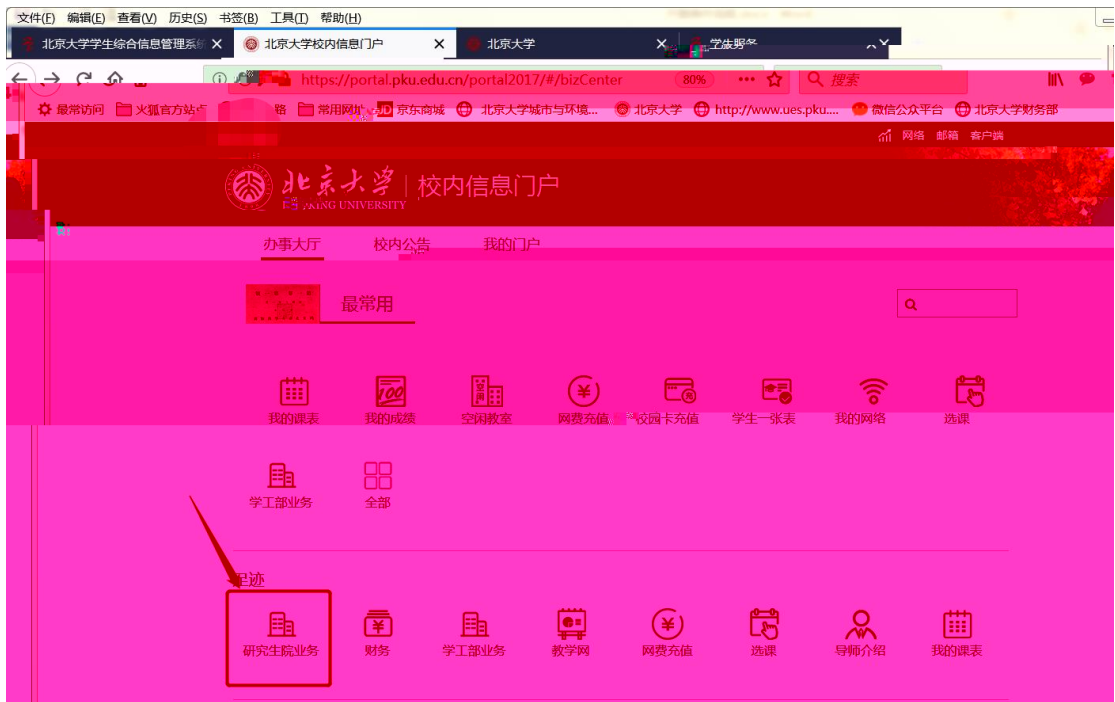 文件(F) 编辑(E) 查看(V) 历史(S) 书签(B) 工具(T) 帮助(H)
北京大学学生综合信息管理系统 北京大学校内信息门户 北京大学
https://portal.pku.edu.cn/portal2017/#/bizCenter 80% 搜索
最常访问 火狐官方站点 常用网址 JD 京东商城 北京大学城市与环境... 北京大学 http://www.ues.pku.... 微信公众平台 北京大学财务部
网络 邮箱 客户端
北京大学 校内信息门户
UNIVERSITY
办事大厅 校内公告 我的门户
最常用
我的课表 我的成绩 空闲教室 网费充值 校园卡充值 学生一张表 我的网络 选课
学工部业务 全部
足迹
研究生院业务 财务 学工部业务 教学网 网费充值 选课 导师介绍 我的课表